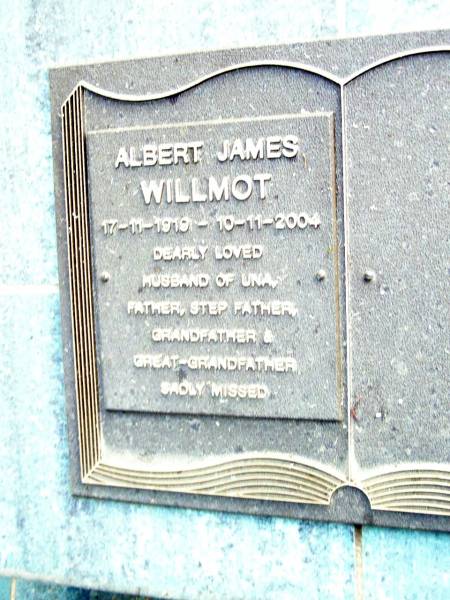 ALBERT JAMES
WILLMOT
17-11-1919 - 10-11-2004
DEARLY LOVED
HUSBAND OF UNA,
FATHER, STEP FATHER,
GRANDFATHER &
GREAT-GRANDFATHER
SADLY MISSED